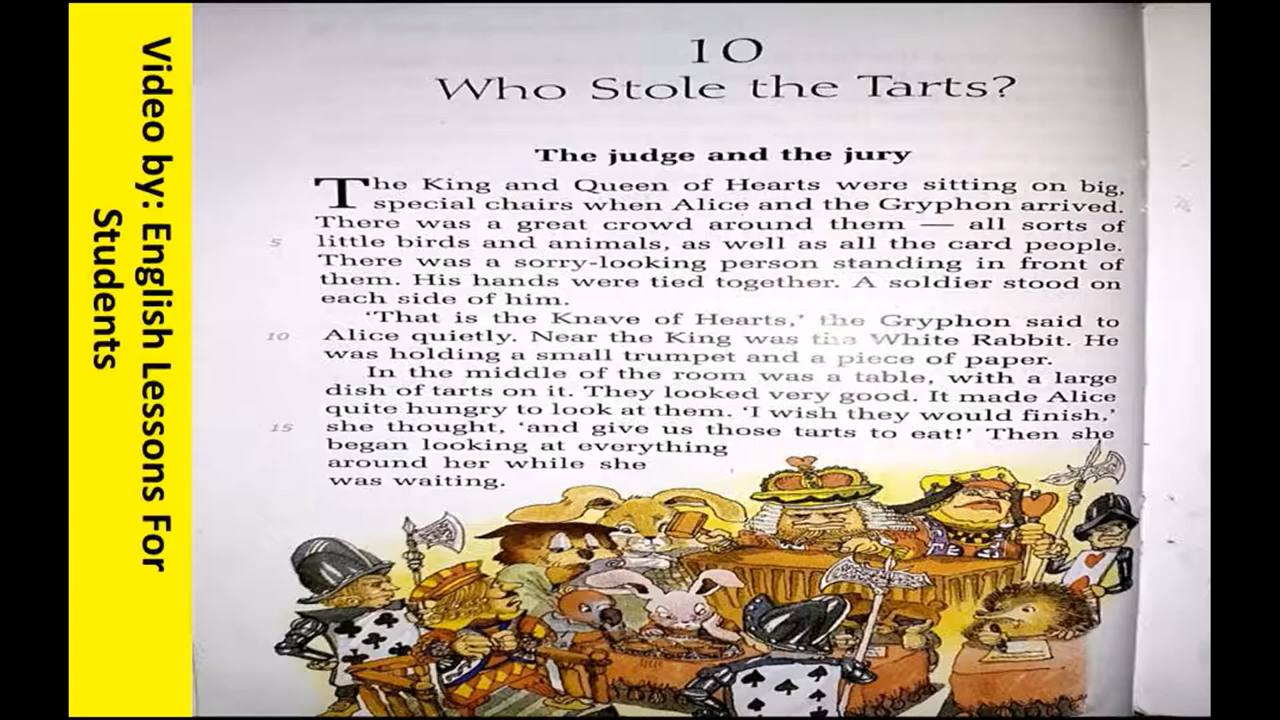 Video by: English Lessons For
Students
10
Who Stole the Tarts?
The judge and the jury
The King and Queen of Hearts were sitting on big,
special chairs when Alice and the Gryphon arrived.
There was a great crowd around them — all sorts of
5 little birds and animals, as well as all the card people.
There was a sorry-looking person standing in front of
them. His hands were tied together. A soldier stood on
each side of him.
'That is the Knave of Hearts,' the Gryphon said to
10 Alice quietly. Near the King was the White Rabbit. He
was holding a small trumpet and a piece of paper.
In the middle of the room was a table, with a large
dish of tarts on it. They looked very good. It made Alice
quite hungry to look at them. 'I wish they would finish,'
15 she thought, 'and give us those tarts to eat!' Then she
began looking at everything
around her while she
was waiting.